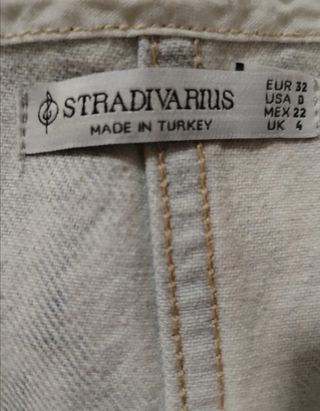 STRADIVARIUS
MADE IN TURKEY
EUR 32
USA 0
MEX 22
UK 4